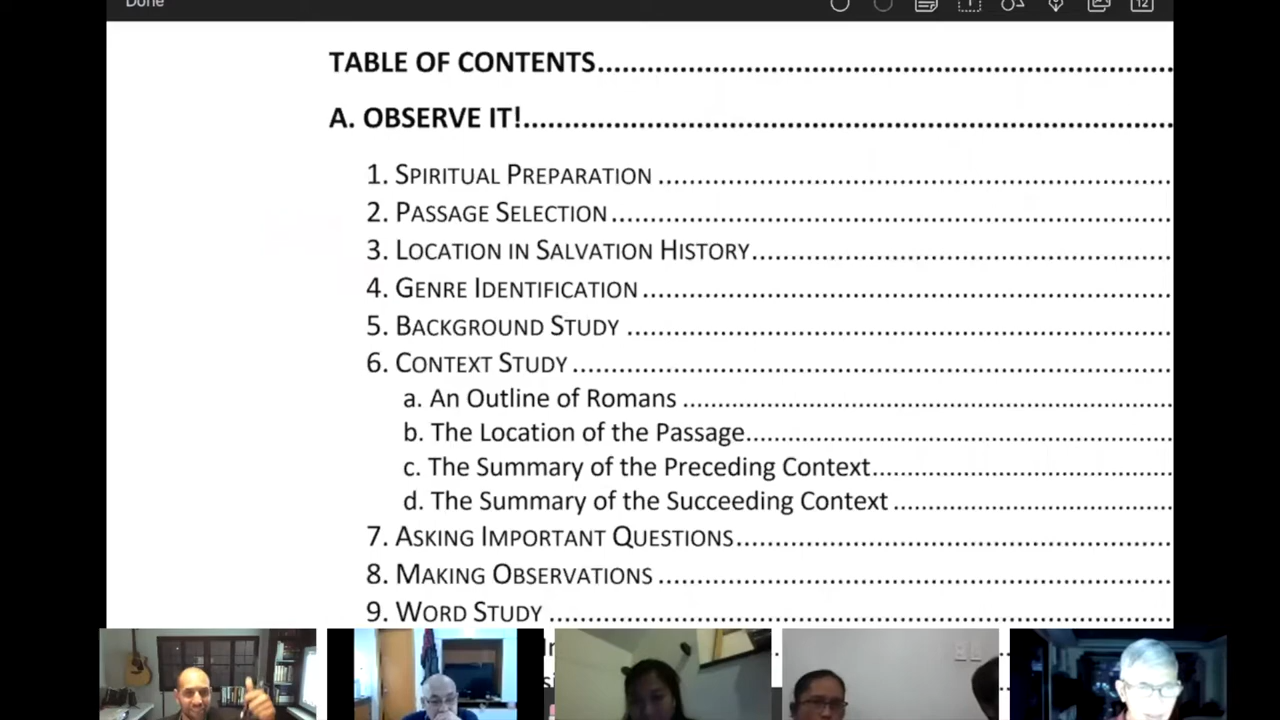 Done
12
TABLE OF CONTENTS
A. OBSERVE IT!
1. SPIRITUAL PREPARATION
2. PASSAGE SELECTION
3. LOCATION IN SALVATION HISTORY
4. GENRE IDENTIFICATION
5. BACKGROUND STUDY
6. CONTEXT STUDY
a. An Outline of Romans
b. The Location of the Passage
c. The Summary of the Preceding Context
d. The Summary of the Succeeding Context
7. ASKING IMPORTANT QUESTIONS
8. MAKING OBSERVATIONS
9. WORD STUDY